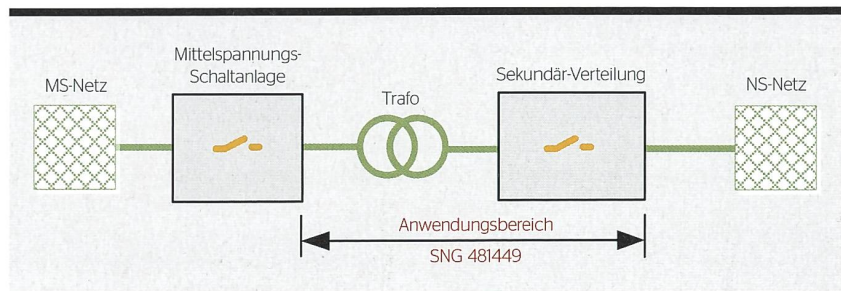 Mittelspannungs-
Schaltanlage
MS-Netz
Trafo
Sekundär-Verteilung
NS-Netz
Anwendungsbereich
SNG 481449